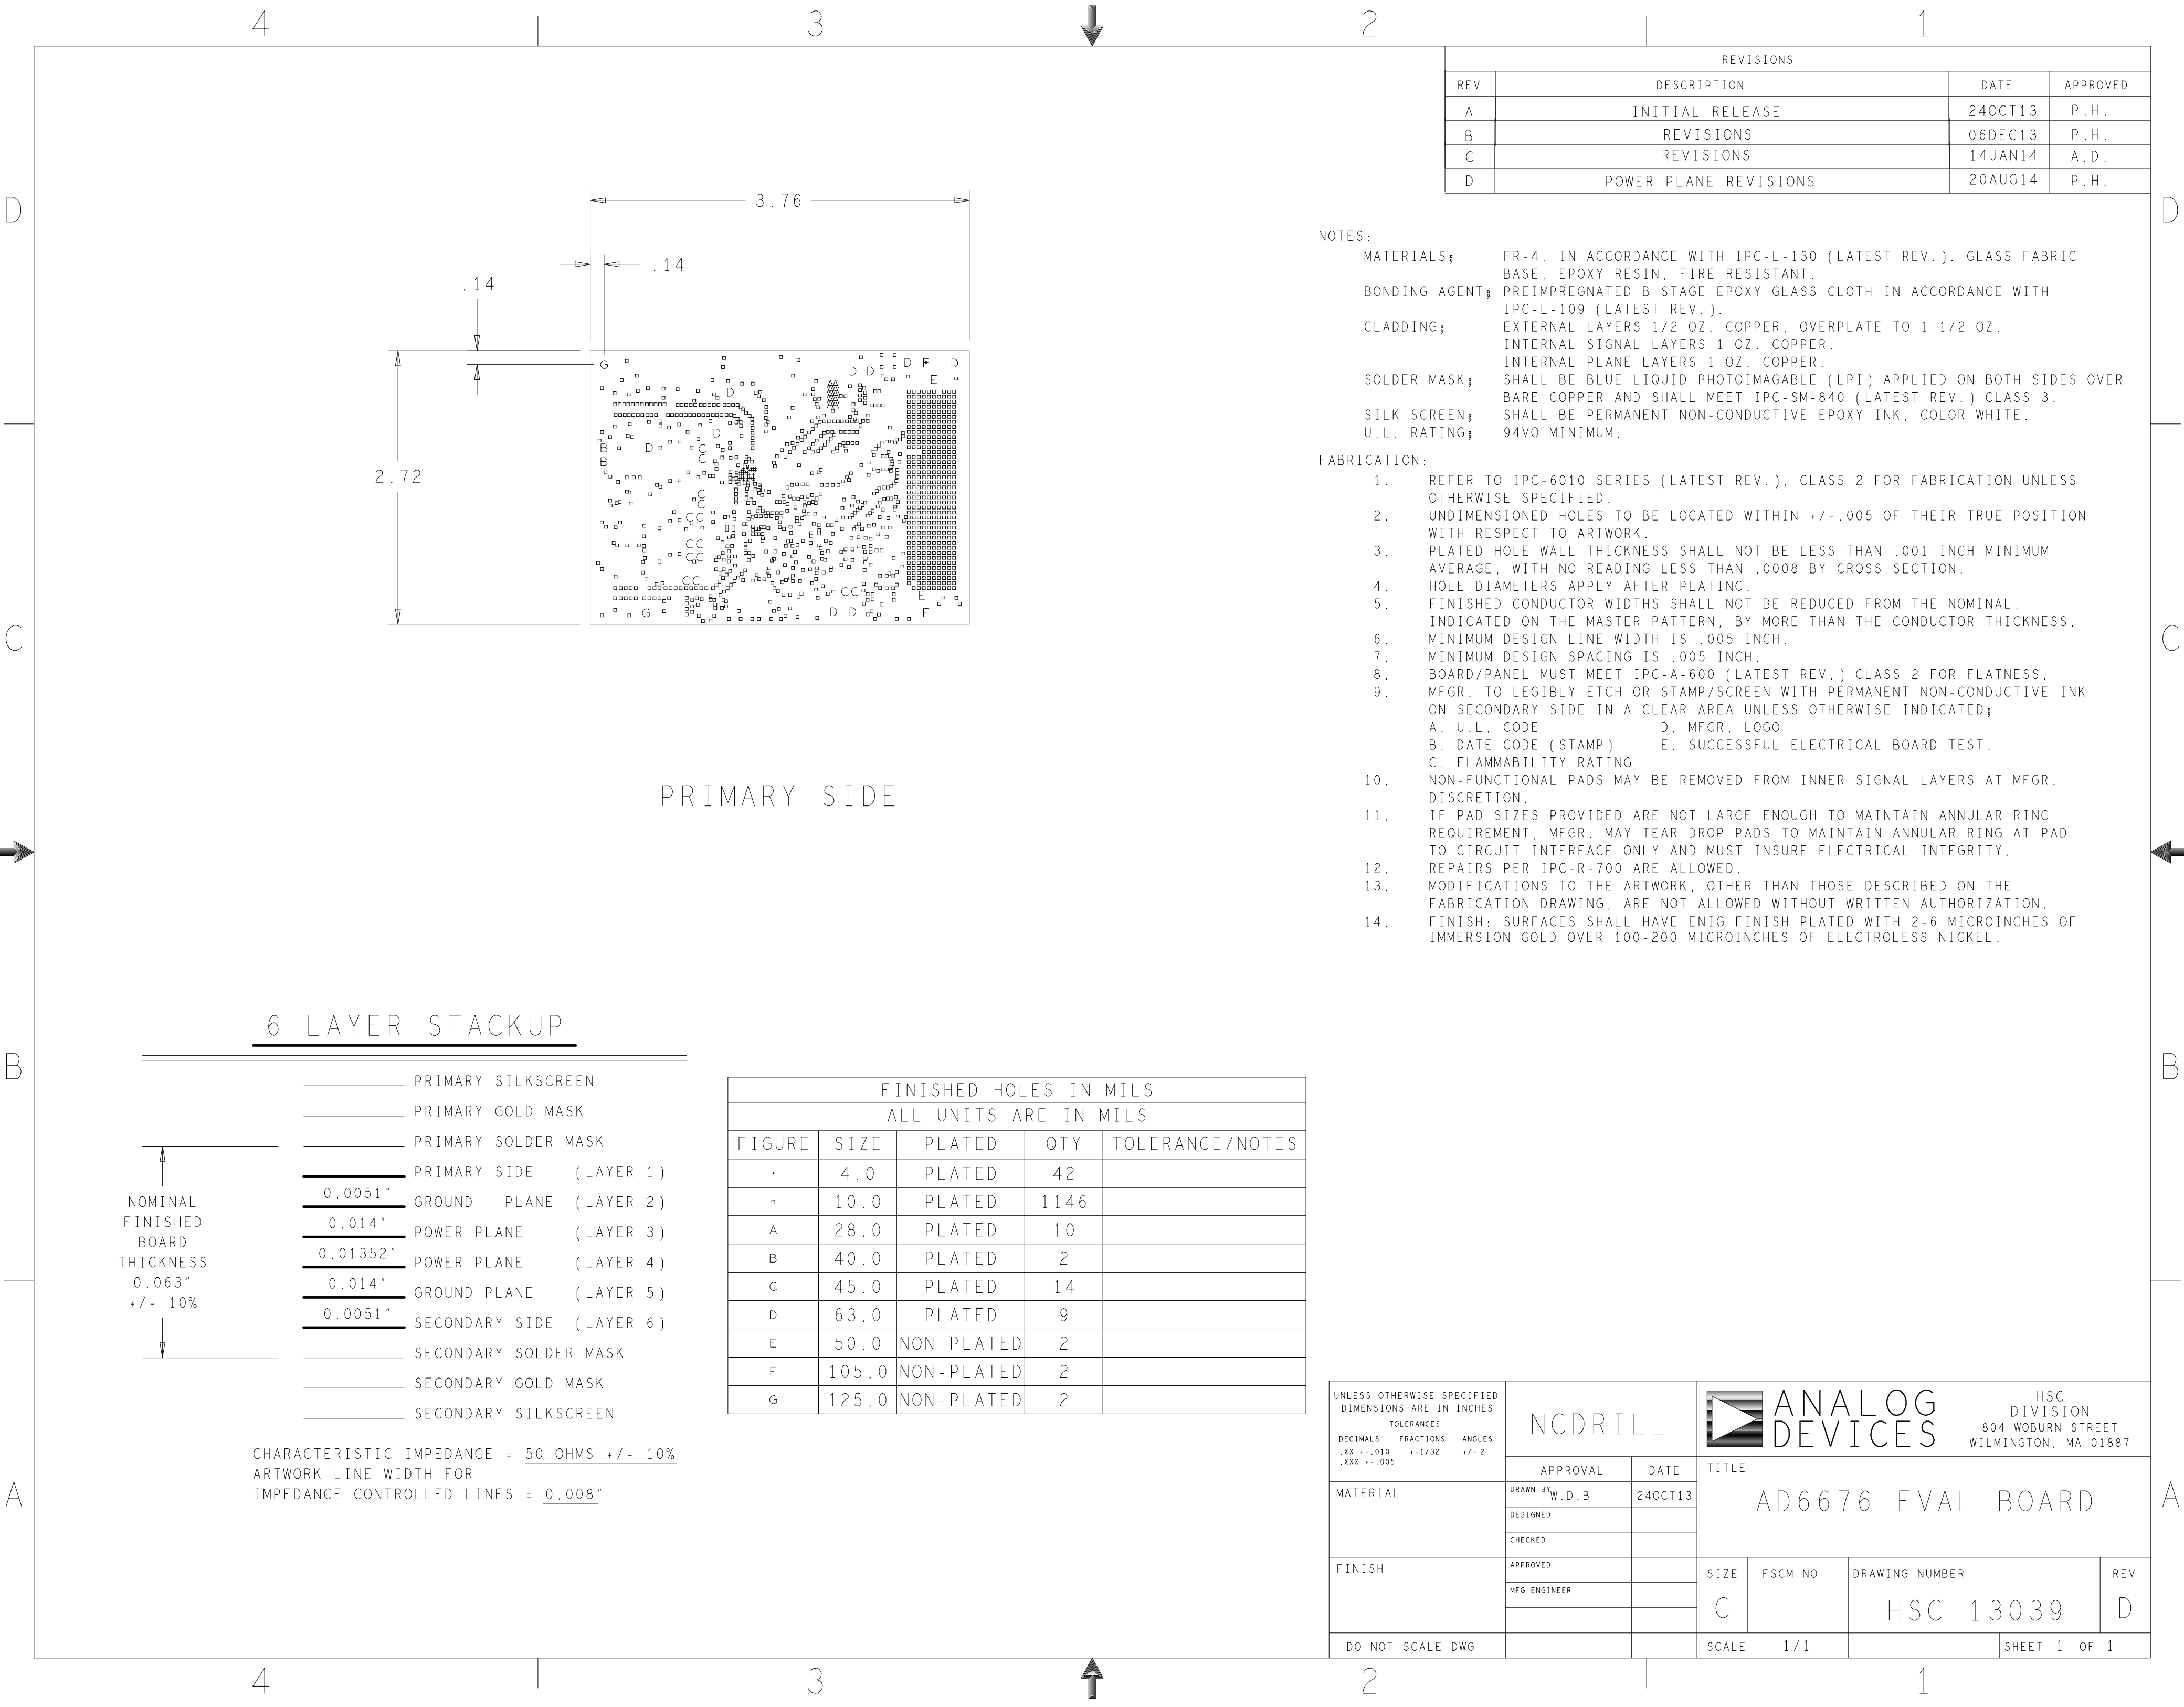 4 3 2 1
REVISIONS
REV DESCRIPTION DATE APPROVED
A INITIAL RELEASE 24OCT13 P.H.
B REVISIONS 06DEC13 P.H.
C REVISIONS 14JAN14 A.D.
D POWER PLANE REVISIONS 20AUG14 P.H.
D D
3.76
.14
.14
2.72
G D F D
D D E
D
D
B D C
B C
C
C
CC
CC
CC
CC
CC E
G D D F
PRIMARY SIDE
NOTES:
MATERIALS; FR-4, IN ACCORDANCE WITH IPC-L-130 (LATEST REV.). GLASS FABRIC
BASE, EPOXY RESIN, FIRE RESISTANT.
BONDING AGENT; PREIMPREGNATED B STAGE EPOXY GLASS CLOTH IN ACCORDANCE WITH
IPC-L-109 (LATEST REV.).
CLADDING; EXTERNAL LAYERS 1/2 OZ. COPPER, OVERPLATE TO 1 1/2 OZ.
INTERNAL SIGNAL LAYERS 1 OZ. COPPER.
INTERNAL PLANE LAYERS 1 OZ. COPPER.
SOLDER MASK; SHALL BE BLUE LIQUID PHOTOIMAGABLE (LPI) APPLIED ON BOTH SIDES OVER
BARE COPPER AND SHALL MEET IPC-SM-840 (LATEST REV.) CLASS 3.
SILK SCREEN; SHALL BE PERMANENT NON-CONDUCTIVE EPOXY INK, COLOR WHITE.
U.L. RATING; 94VO MINIMUM.
FABRICATION:
1. REFER TO IPC-6010 SERIES (LATEST REV.), CLASS 2 FOR FABRICATION UNLESS
OTHERWISE SPECIFIED.
2. UNDIMENSIONED HOLES TO BE LOCATED WITHIN +/-.005 OF THEIR TRUE POSITION
WITH RESPECT TO ARTWORK.
3. PLATED HOLE WALL THICKNESS SHALL NOT BE LESS THAN .001 INCH MINIMUM
AVERAGE, WITH NO READING LESS THAN .0008 BY CROSS SECTION.
4. HOLE DIAMETERS APPLY AFTER PLATING.
5. FINISHED CONDUCTOR WIDTHS SHALL NOT BE REDUCED FROM THE NOMINAL,
INDICATED ON THE MASTER PATTERN, BY MORE THAN THE CONDUCTOR THICKNESS.
6. MINIMUM DESIGN LINE WIDTH IS .005 INCH.
7. MINIMUM DESIGN SPACING IS .005 INCH.
8. BOARD/PANEL MUST MEET IPC-A-600 (LATEST REV.) CLASS 2 FOR FLATNESS.
9. MFGR. TO LEGIBLY ETCH OR STAMP/SCREEN WITH PERMANENT NON-CONDUCTIVE INK
ON SECONDARY SIDE IN A CLEAR AREA UNLESS OTHERWISE INDICATED;
A. U.L. CODE D. MFGR. LOGO
B. DATE CODE (STAMP) E. SUCCESSFUL ELECTRICAL BOARD TEST.
C. FLAMMABILITY RATING
10. NON-FUNCTIONAL PADS MAY BE REMOVED FROM INNER SIGNAL LAYERS AT MFGR.
DISCRETION.
11. IF PAD SIZES PROVIDED ARE NOT LARGE ENOUGH TO MAINTAIN ANNULAR RING
REQUIREMENT, MFGR. MAY TEAR DROP PADS TO MAINTAIN ANNULAR RING AT PAD
TO CIRCUIT INTERFACE ONLY AND MUST INSURE ELECTRICAL INTEGRITY.
12. REPAIRS PER IPC-R-700 ARE ALLOWED.
13. MODIFICATIONS TO THE ARTWORK, OTHER THAN THOSE DESCRIBED ON THE
FABRICATION DRAWING, ARE NOT ALLOWED WITHOUT WRITTEN AUTHORIZATION.
14. FINISH: SURFACES SHALL HAVE ENIG FINISH PLATED WITH 2-6 MICROINCHES OF
IMMERSION GOLD OVER 100-200 MICROINCHES OF ELECTROLESS NICKEL.
C C
B B
6 LAYER STACKUP
PRIMARY SILKSCREEN
PRIMARY GOLD MASK
PRIMARY SOLDER MASK
PRIMARY SIDE (LAYER 1)
0.0051" GROUND PLANE (LAYER 2)
0.014" POWER PLANE (LAYER 3)
0.01352" POWER PLANE (LAYER 4)
0.014" GROUND PLANE (LAYER 5)
0.0051" SECONDARY SIDE (LAYER 6)
SECONDARY SOLDER MASK
SECONDARY GOLD MASK
SECONDARY SILKSCREEN
NOMINAL
FINISHED
BOARD
THICKNESS
0.063"
+/- 10%
CHARACTERISTIC IMPEDANCE = 50 OHMS +/- 10%
ARTWORK LINE WIDTH FOR
IMPEDANCE CONTROLLED LINES = 0.008"
FINISHED HOLES IN MILS
ALL UNITS ARE IN MILS
FIGURE SIZE PLATED QTY TOLERANCE/NOTES
4.0 PLATED 42
10.0 PLATED 1146
A 28.0 PLATED 10
B 40.0 PLATED 2
C 45.0 PLATED 14
D 63.0 PLATED 9
E 50.0 NON-PLATED 2
F 105.0 NON-PLATED 2
G 125.0 NON-PLATED 2
UNLESS OTHERWISE SPECIFIED
DIMENSIONS ARE IN INCHES
TOLERANCES
DECIMALS FRACTIONS ANGLES
.XX +-.010 +-1/32 +/- 2
.XXX +-.005
MATERIAL
FINISH
DO NOT SCALE DWG
NCDRILL
APPROVAL DATE
DRAWN BY W.D.B 24OCT13
DESIGNED
CHECKED
APPROVED
MFG ENGINEER
ANALOG
DEVICES
HSC
DIVISION
804 WOBURN STREET
WILMINGTON, MA 01887
TITLE
AD6676 EVAL BOARD
SIZE FSCM NO DRAWING NUMBER REV
C HSC 13039 D
SCALE 1/1 SHEET 1 OF 1
A A
4 3 2 1